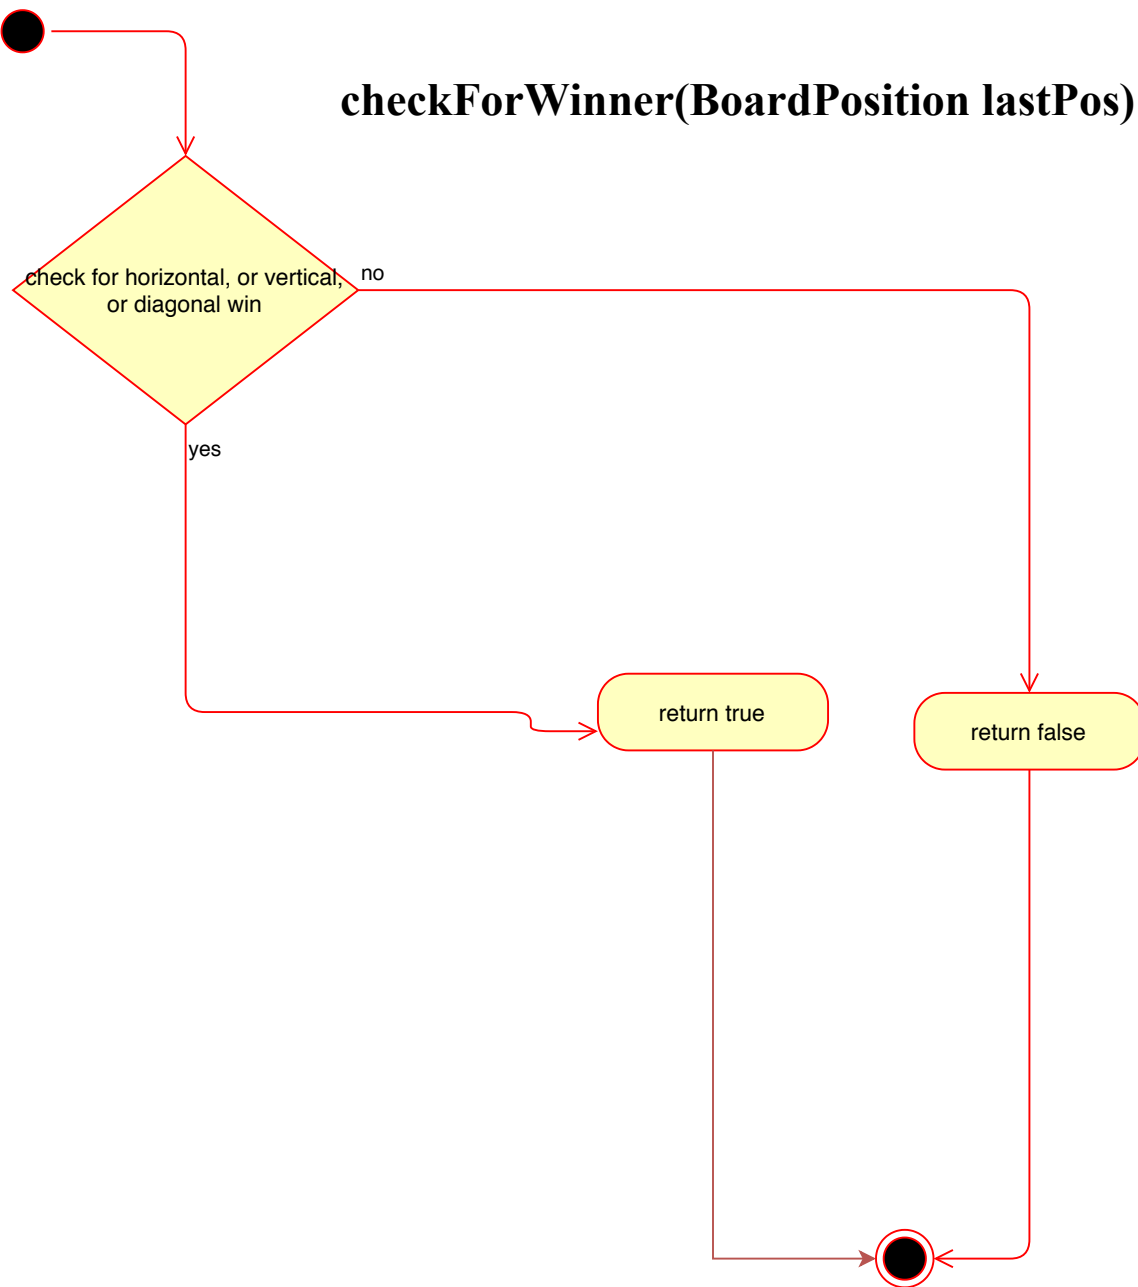 checkForWinner(BoardPosition lastPos)
check for horizontal, or vertical,
or diagonal win
no
yes
return true
return false